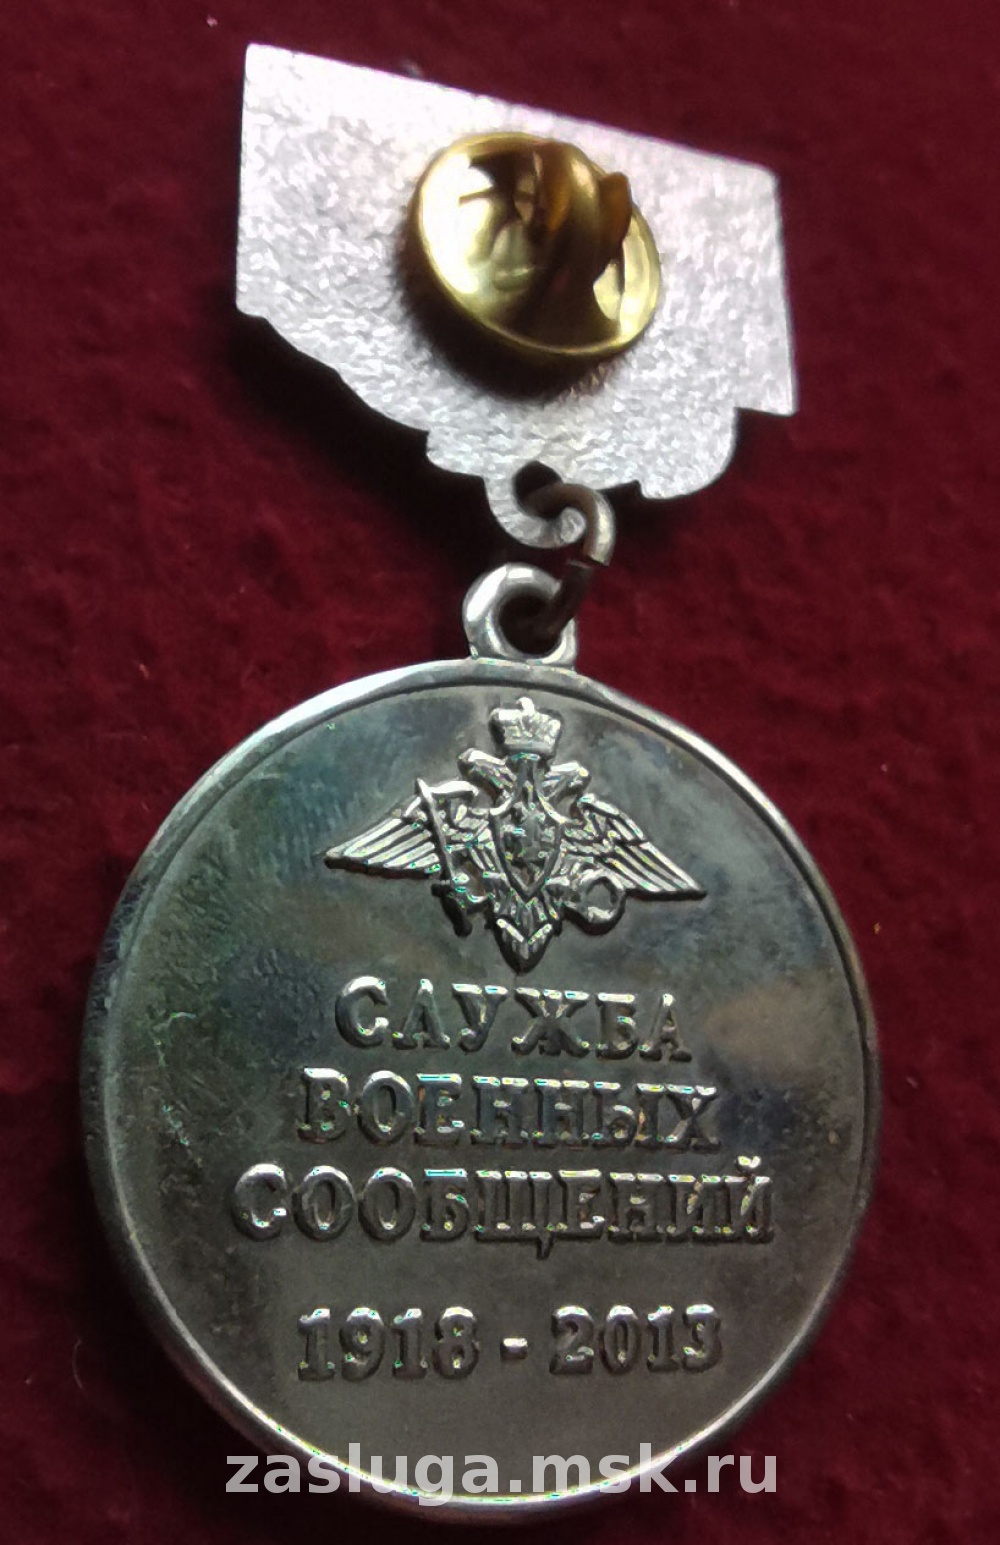 СЛУЖБА
ВОЕННЫХ
СООБЩЕНИЙ
1918 - 2013
zasluga.msk.ru